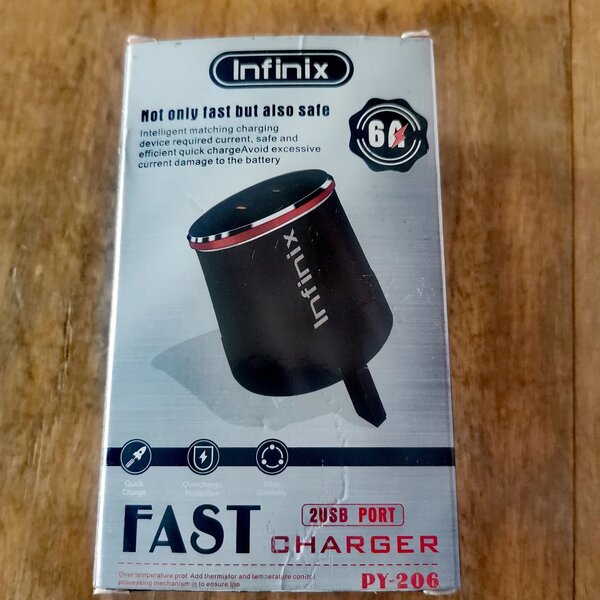 Infinix
Not only fast but also safe
Intelligent matching charging
device required current, safe and
efficient quick chargeAvoid excessive
current damage to the battery
6A
Infinix
Quick
Charge
Overcharge
Protection
Wide
Suitability
2USB PORT
FAST CHARGER
Over temperature prot Add thermistor and temperature control
processing mechanism in to ensure the
PY-206